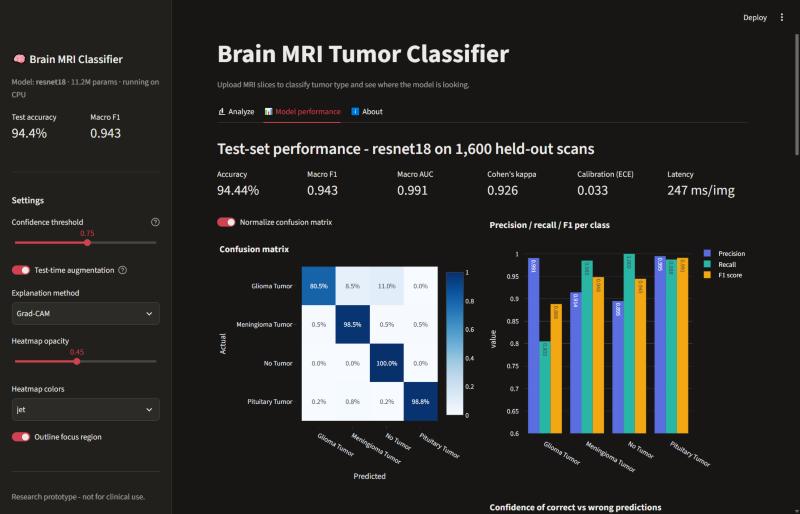 Deploy
🧠 Brain MRI Classifier
Model: resnet18 · 11.2M params · running on
CPU
Test accuracy
94.4%
Macro F1
0.943
Settings
Confidence threshold
0.75
Test-time augmentation
Explanation method
Grad-CAM
Heatmap opacity
0.45
Heatmap colors
jet
Outline focus region
Research prototype - not for clinical use.
Brain MRI Tumor Classifier
Upload MRI slices to classify tumor type and see where the model is looking.
Analyze
Model performance
About
Test-set performance - resnet18 on 1,600 held-out scans
Accuracy
94.44%
Macro F1
0.943
Macro AUC
0.991
Cohen's kappa
0.926
Calibration (ECE)
0.033
Latency
247 ms/img
Normalize confusion matrix
Confusion matrix
Actual
Glioma Tumor 80.5% 8.5% 11.0% 0.0%
Meningioma Tumor 0.5% 98.5% 0.5% 0.5%
No Tumor 0.0% 0.0% 100.0% 0.0%
Pituitary Tumor 0.2% 0.8% 0.2% 98.8%
Glioma Tumor
Meningioma Tumor
No Tumor
Pituitary Tumor
Predicted
1
0.8
0.6
0.4
0.2
0
Precision / recall / F1 per class
Precision
Recall
F1 score
value
1
0.95
0.9
0.85
0.8
0.75
0.7
0.65
0.6
0.991
0.914
0.895
0.995
Glioma Tumor
Meningioma Tumor
No Tumor
Pituitary Tumor
Confidence of correct vs wrong predictions